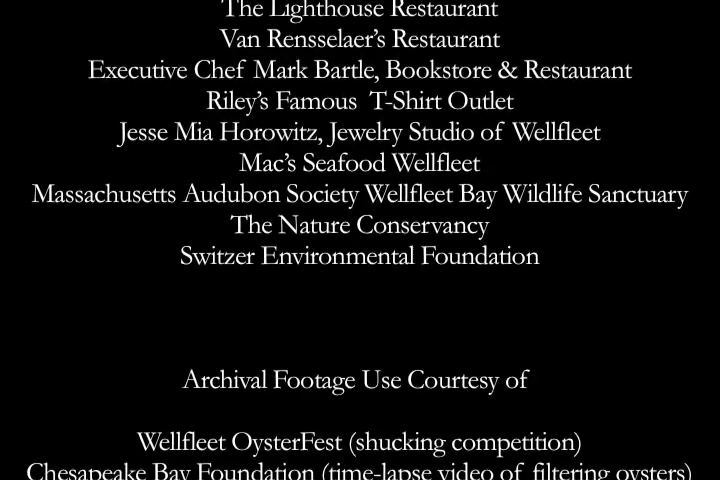 The Lighthouse Restaurant
Van Rensselaer's Restaurant
Executive Chef Mark Bartle, Bookstore & Restaurant
Riley's Famous T-Shirt Outlet
Jesse Mia Horowitz, Jewelry Studio of Wellfleet
Mac's Seafood Wellfleet
Massachusetts Audubon Society Wellfleet Bay Wildlife Sanctuary
The Nature Conservancy
Switzer Environmental Foundation
Archival Footage Use Courtesy of
Wellfleet OysterFest (shucking competition)
Chesapeake Bay Foundation (time-lapse video of filtering oysters)